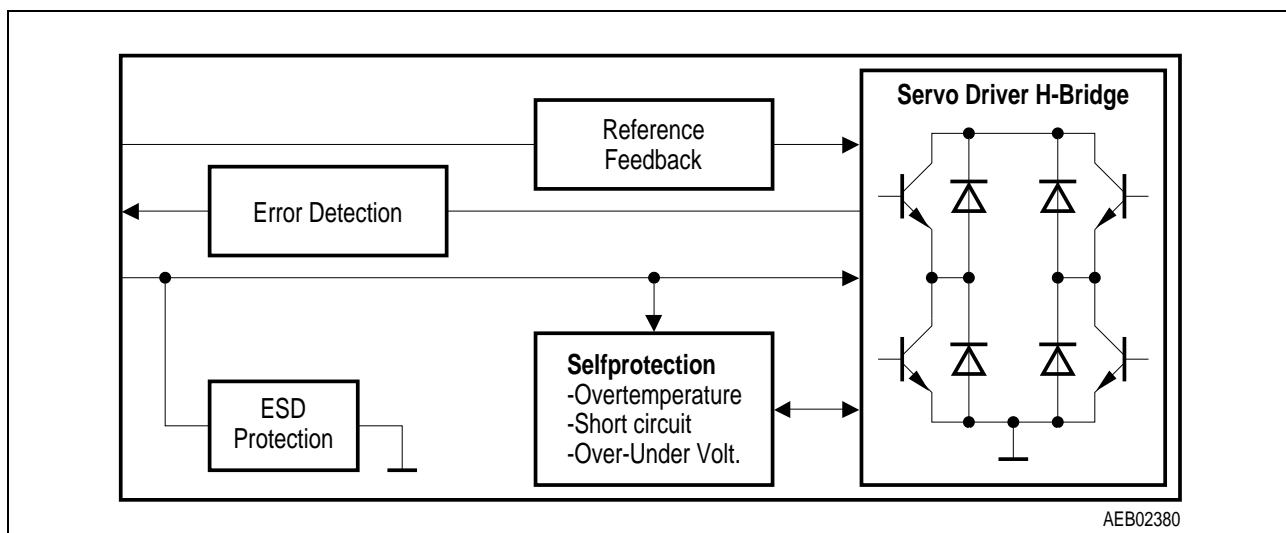 Servo Driver H-Bridge
Reference
Feedback
Error Detection
Selfprotection
-Overtemperature
-Short circuit
-Over-Under Volt.
ESD
Protection
AEB02380